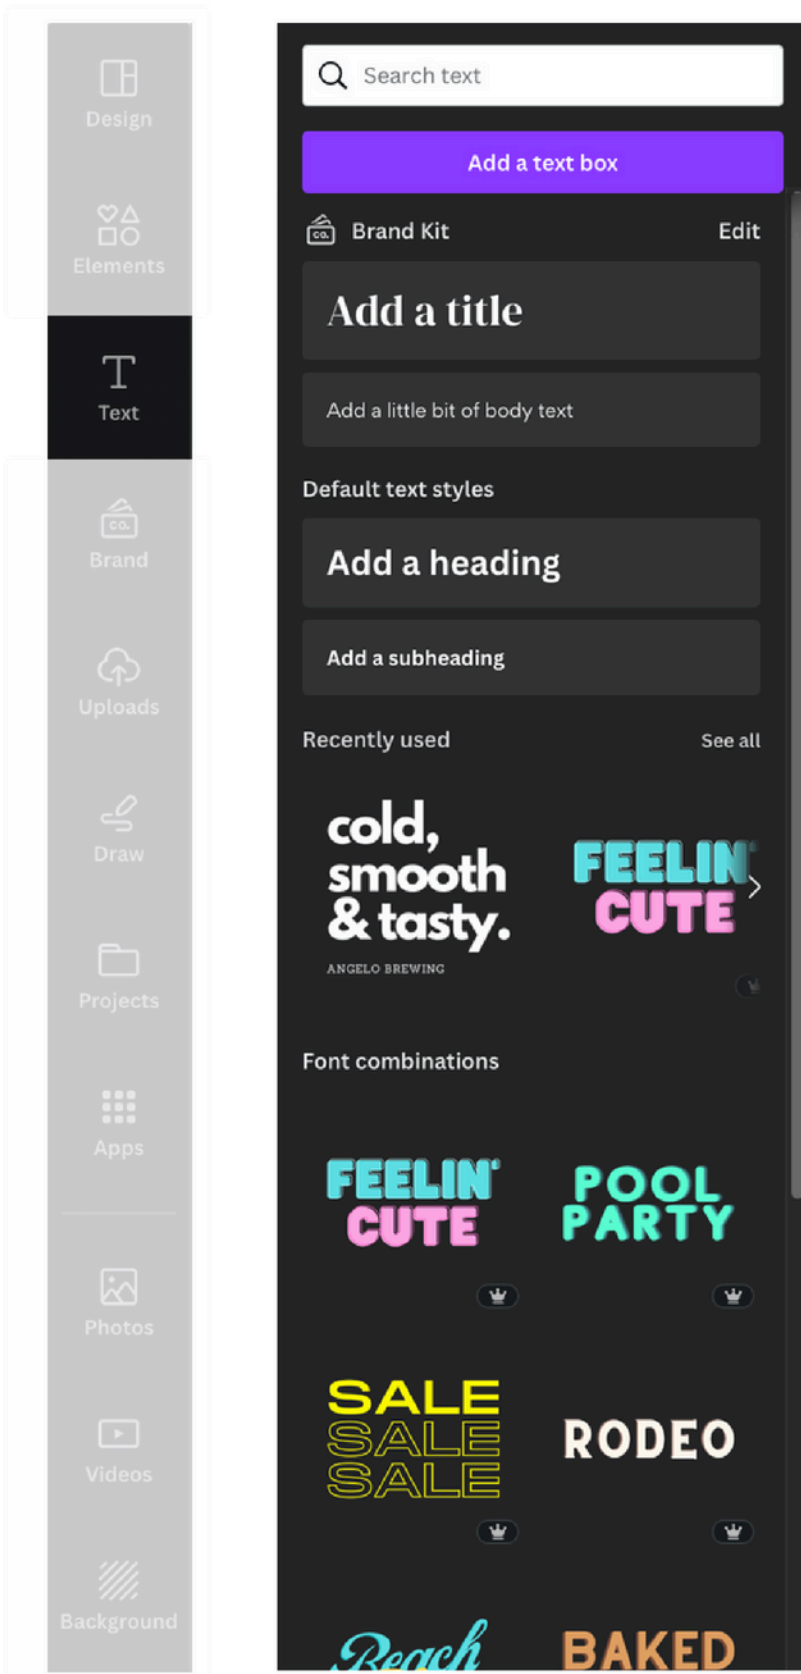 Design
Elements
Text
Brand
Uploads
Draw
Projects
Apps
Photos
Videos
Background
Search text
Add a text box
CO. Brand Kit Edit
Add a title
Add a little bit of body text
Default text styles
Add a heading
Add a subheading
Recently used See all
cold,
smooth
& tasty.
ANGELO BREWING
FEELIN'
CUTE
Font combinations
FEELIN'
CUTE
POOL
PARTY
SALE
SALE
SALE
RODEO
Beach
BAKED